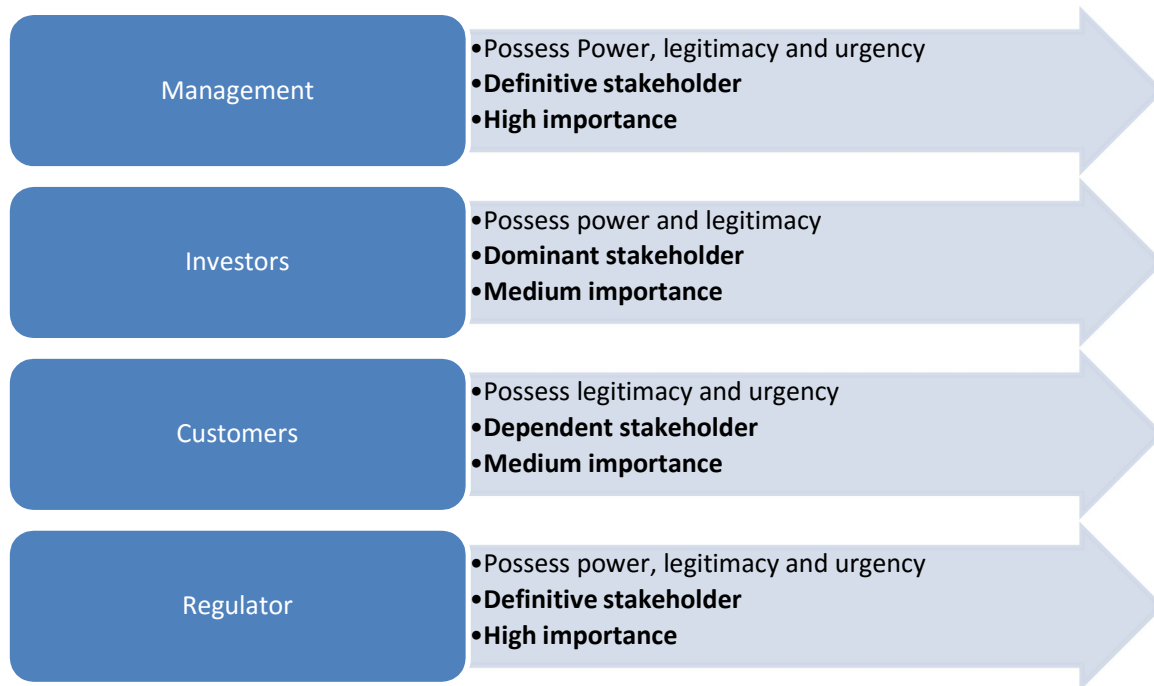 Management
•Possess Power, legitimacy and urgency
•Definitive stakeholder
•High importance
Investors
•Possess power and legitimacy
•Dominant stakeholder
•Medium importance
Customers
•Possess legitimacy and urgency
•Dependent stakeholder
•Medium importance
Regulator
•Possess power, legitimacy and urgency
•Definitive stakeholder
•High importance